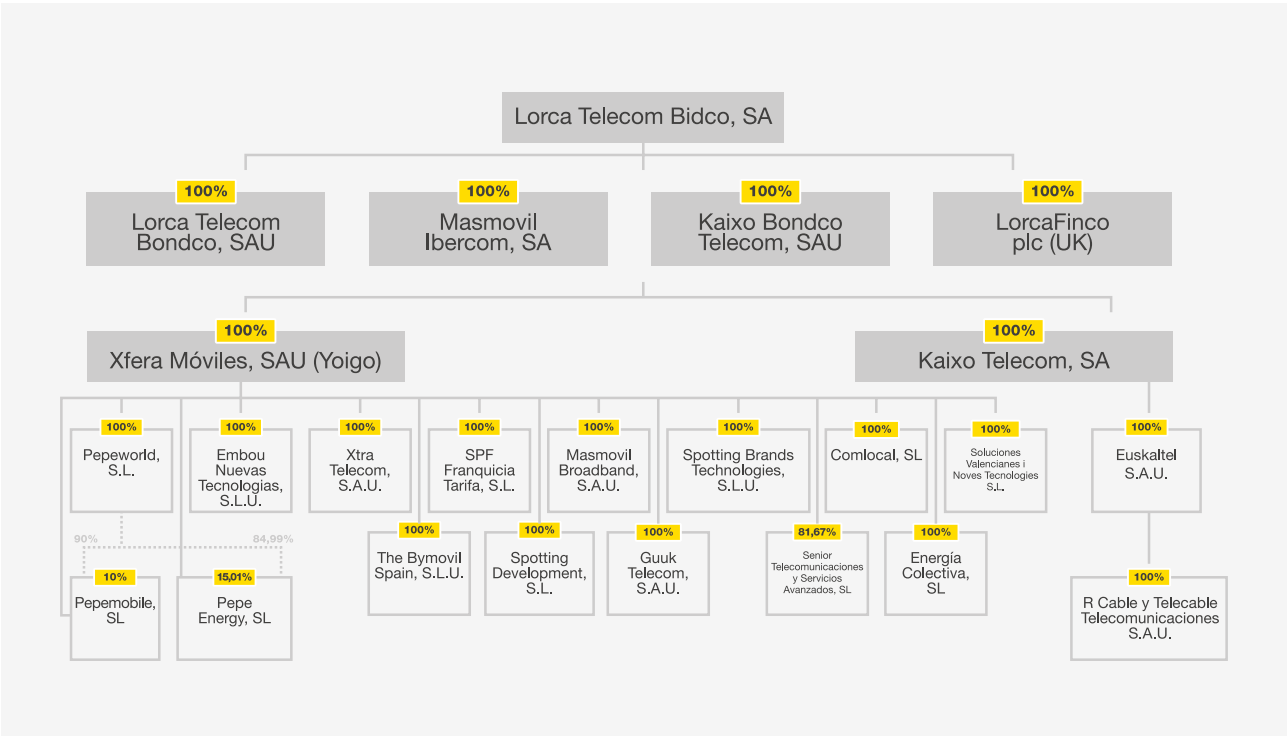 Lorca Telecom Bidco, SA
100%
Lorca Telecom
Bondco, SAU
100%
Masmovil
Ibercom, SA
100%
Kaixo Bondco
Telecom, SAU
100%
LorcaFinco
plc (UK)
100%
Xfera Móviles, SAU (Yoigo)
100%
Kaixo Telecom, SA
100%
Pepeworld,
S.L.
100%
Embou
Nuevas
Tecnologias,
S.L.U.
100%
Xtra
Telecom,
S.A.U.
100%
SPF
Franquicia
Tarifa, S.L.
100%
Masmovil
Broadband,
S.A.U.
100%
Spotting Brands
Technologies,
S.L.U.
100%
Comlocal, SL
100%
Soluciones
Valencianes i
Noves Tecnologies
S.L.
100%
Euskaltel
S.A.U.
90%
84,99%
10%
Pepemobile,
SL
15,01%
Pepe
Energy, SL
100%
The Bymovil
Spain, S.L.U.
100%
Spotting
Development,
S.L.
100%
Guuk
Telecom,
S.A.U.
81,67%
Senior
Telecomunicaciones
y Servicios
Avanzados, SL
100%
Energía
Colectiva,
SL
100%
R Cable y Telecable
Telecomunicaciones
S.A.U.